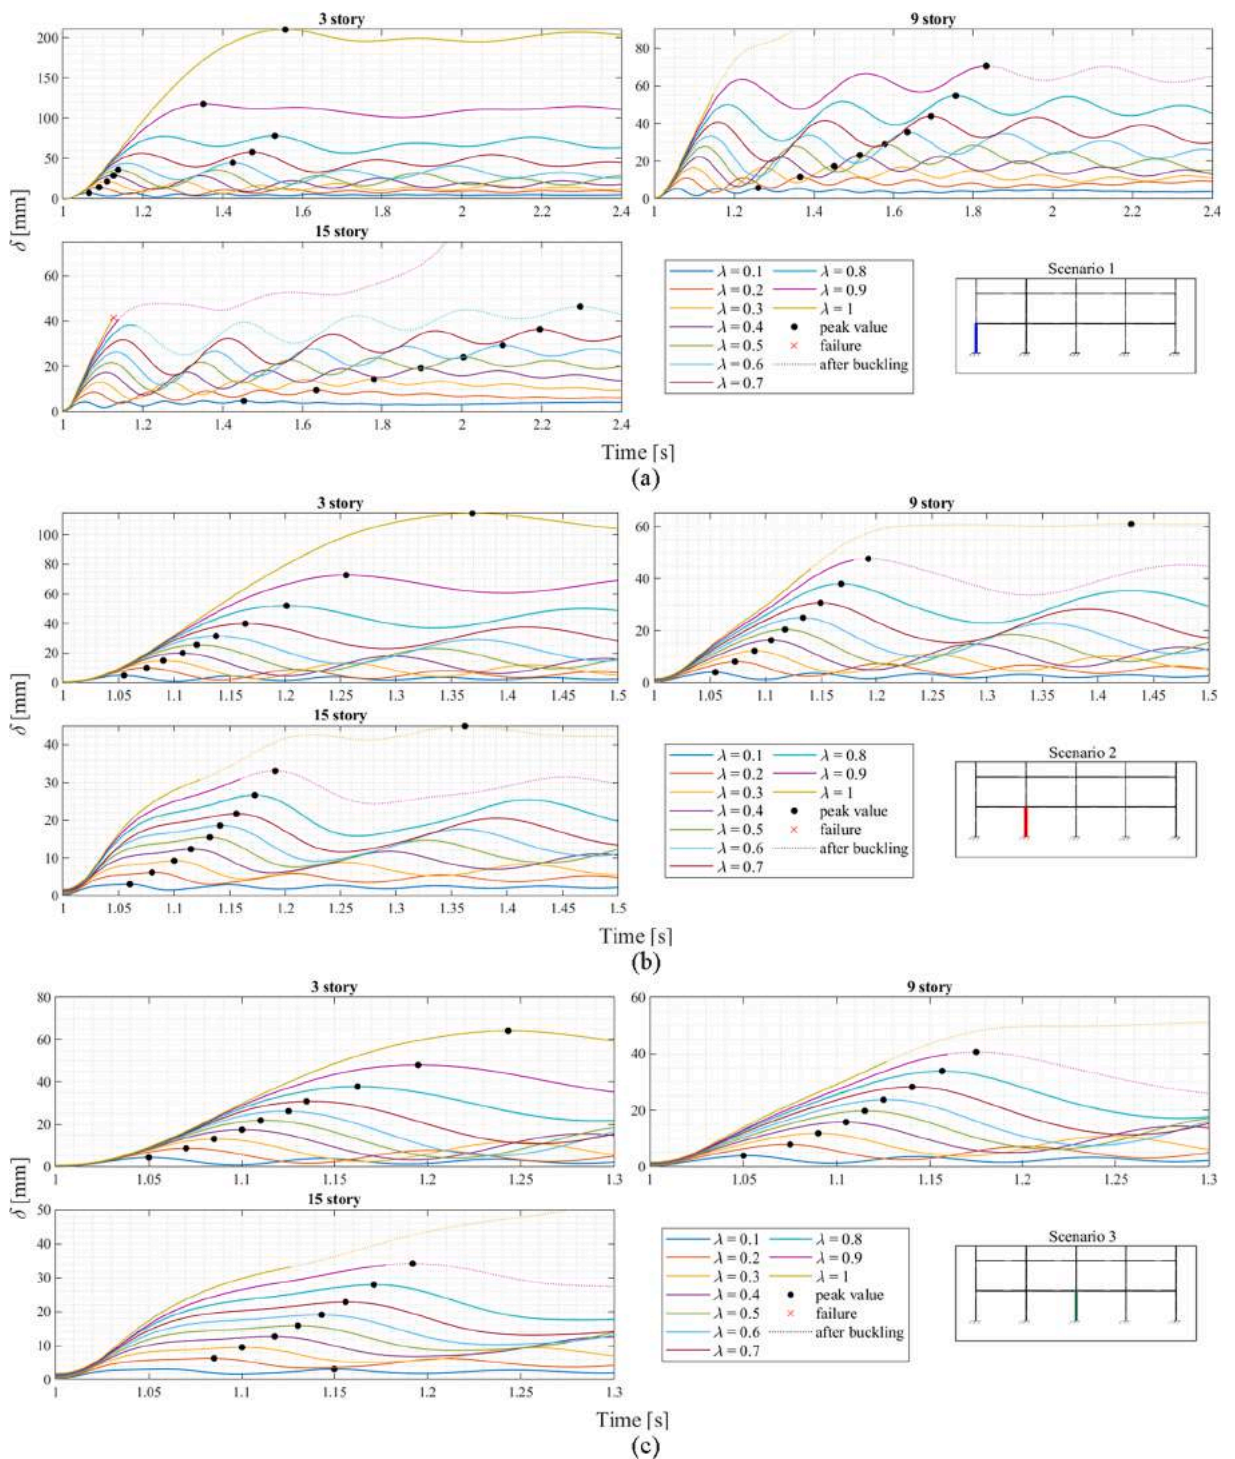 3 story
9 story
200
150
100
50
0
1 1.2 1.4 1.6 1.8 2 2.2 2.4
80
60
40
20
0
1 1.2 1.4 1.6 1.8 2 2.2 2.4
δ [mm]
15 story
60
40
20
0
1 1.2 1.4 1.6 1.8 2 2.2 2.4
λ = 0.1 λ = 0.8
λ = 0.2 λ = 0.9
λ = 0.3 λ = 1
λ = 0.4 peak value
λ = 0.5 failure
λ = 0.6 after buckling
λ = 0.7
Scenario 1
Time [s]
(a)
3 story
9 story
100
80
60
40
20
0
1 1.05 1.1 1.15 1.2 1.25 1.3 1.35 1.4 1.45 1.5
60
40
20
0
1 1.05 1.1 1.15 1.2 1.25 1.3 1.35 1.4 1.45 1.5
δ [mm]
15 story
40
30
20
10
0
1 1.05 1.1 1.15 1.2 1.25 1.3 1.35 1.4 1.45 1.5
λ = 0.1 λ = 0.8
λ = 0.2 λ = 0.9
λ = 0.3 λ = 1
λ = 0.4 peak value
λ = 0.5 failure
λ = 0.6 after buckling
λ = 0.7
Scenario 2
Time [s]
(b)
3 story
9 story
80
60
40
20
0
1 1.05 1.1 1.15 1.2 1.25 1.3
60
40
20
0
1 1.05 1.1 1.15 1.2 1.25 1.3
δ [mm]
15 story
50
40
30
20
10
0
1 1.05 1.1 1.15 1.2 1.25 1.3
λ = 0.1 λ = 0.8
λ = 0.2 λ = 0.9
λ = 0.3 λ = 1
λ = 0.4 peak value
λ = 0.5 failure
λ = 0.6 after buckling
λ = 0.7
Scenario 3
Time [s]
(c)